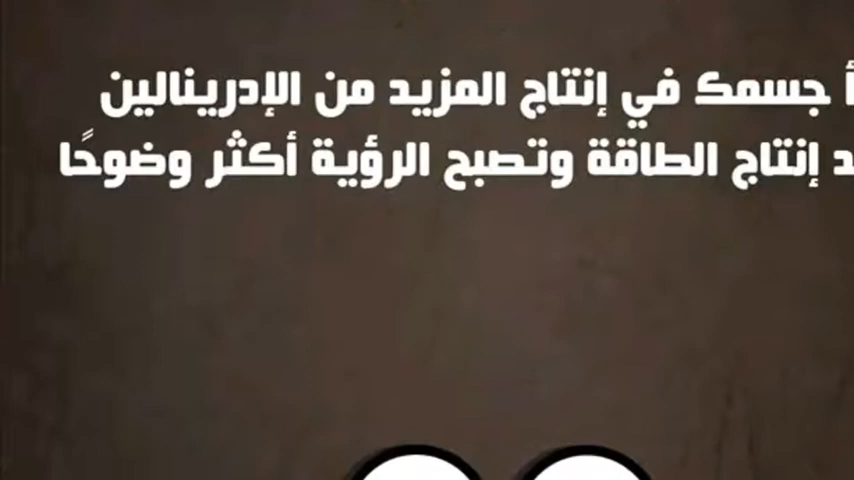 جسمك في إنتاج المزيد من الإدرينالين
إنتاج الطاقة وتصبح الرؤية أكثر وضوحًا